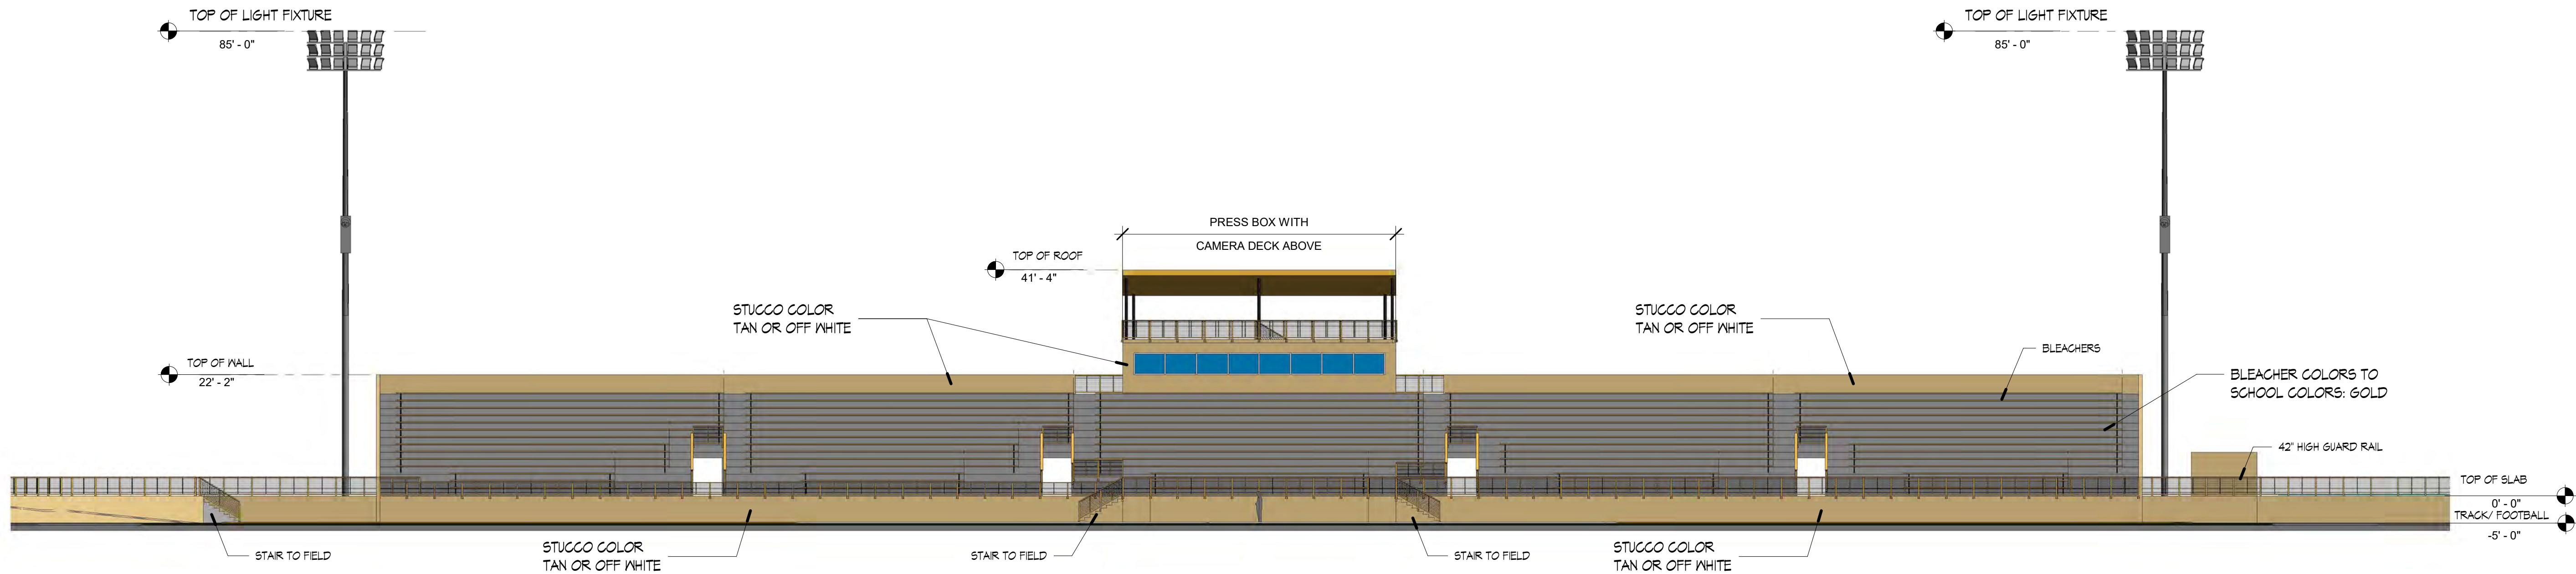 TOP OF LIGHT FIXTURE
85' - 0"
TOP OF LIGHT FIXTURE
85' - 0"
PRESS BOX WITH
CAMERA DECK ABOVE
TOP OF ROOF
41' - 4"
STUCCO COLOR
TAN OR OFF WHITE
STUCCO COLOR
TAN OR OFF WHITE
BLEACHERS
TOP OF WALL
22' - 2"
BLEACHER COLORS TO
SCHOOL COLORS: GOLD
42" HIGH GUARD RAIL
TOP OF SLAB
0' - 0"
TRACK/ FOOTBALL
-5' - 0"
STAIR TO FIELD
STUCCO COLOR
TAN OR OFF WHITE
STAIR TO FIELD
STAIR TO FIELD
STUCCO COLOR
TAN OR OFF WHITE